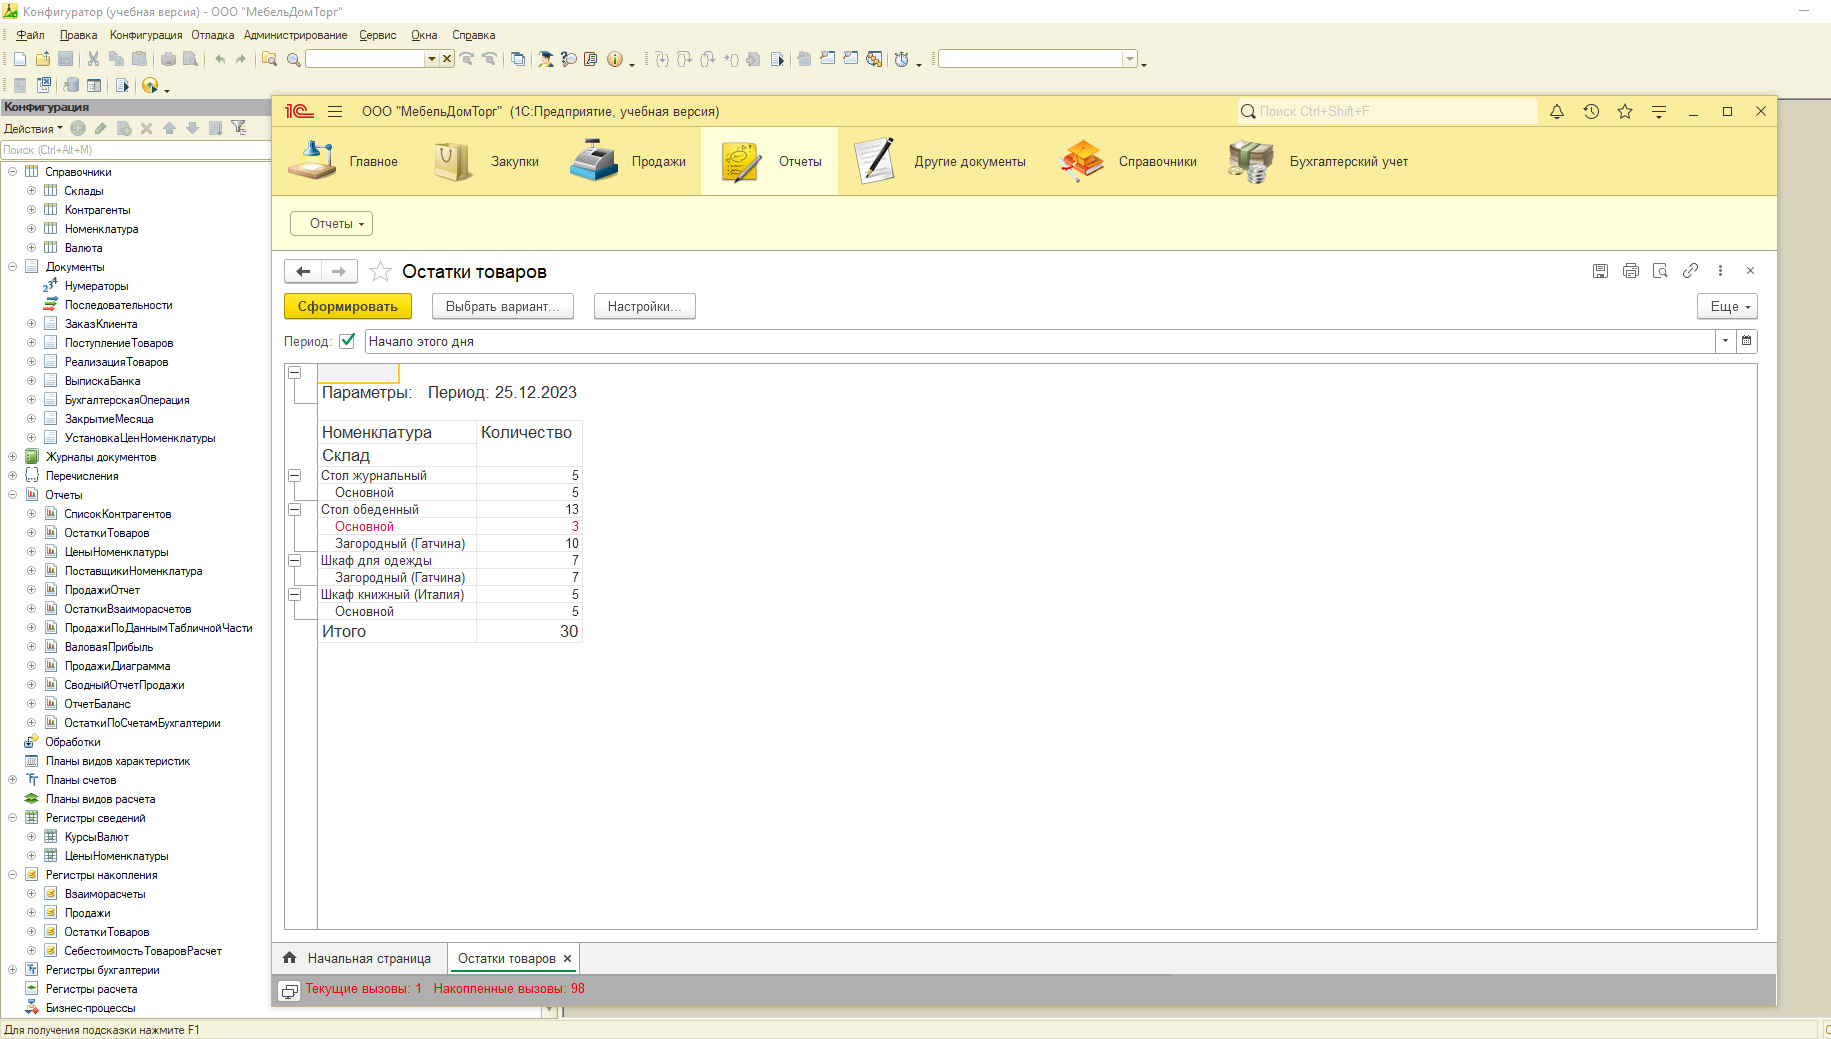 Конфигуратор (учебная версия) - ООО "МебельДомТорг"
Файл Правка Конфигурация Отладка Администрирование Сервис Окна Справка
Конфигурация
Действия
Поиск (Ctrl+Alt+M)
Справочники
Склады
Контрагенты
Номенклатура
Валюта
Документы
Нумераторы
Последовательности
ЗаказКлиента
ПоступлениеТоваров
РеализацияТоваров
ВыпискаБанка
БухгалтерскаяОперация
ЗакрытиеМесяца
УстановкаЦенНоменклатуры
Журналы документов
Перечисления
Отчеты
СписокКонтрагентов
ОстаткиТоваров
ЦеныНоменклатуры
ПоставщикиНоменклатура
ПродажиОтчет
ОстаткиВзаиморасчетов
ПродажиПоДаннымТабличнойЧасти
ВаловаяПрибыль
ПродажиДиаграмма
СводныйОтчетПродажи
ОтчетБаланс
ОстаткиПоСчетамБухгалтерии
Обработки
Планы видов характеристик
Планы счетов
Планы видов расчета
Регистры сведений
КурсыВалют
ЦеныНоменклатуры
Регистры накопления
Взаиморасчеты
Продажи
ОстаткиТоваров
СебестоимостьТоваровРасчет
Регистры бухгалтерии
Регистры расчета
Бизнес-процессы
Для получения подсказки нажмите F1
1С ООО "МебельДомТорг" (1С:Предприятие, учебная версия)
Поиск Ctrl+Shift+F
Главное Закупки Продажи Отчеты Другие документы Справочники Бухгалтерский учет
Отчеты
Остатки товаров
Сформировать Выбрать вариант... Настройки... Еще
Период: Начало этого дня
Параметры: Период: 25.12.2023
Номенклатура Количество
Склад
Стол журнальный 5
Основной 5
Стол обеденный 13
Основной 3
Загородный (Гатчина) 10
Шкаф для одежды 7
Загородный (Гатчина) 7
Шкаф книжный (Италия) 5
Основной 5
Итого 30
Начальная страница Остатки товаров
Текущие вызовы: 1 Накопленные вызовы: 98